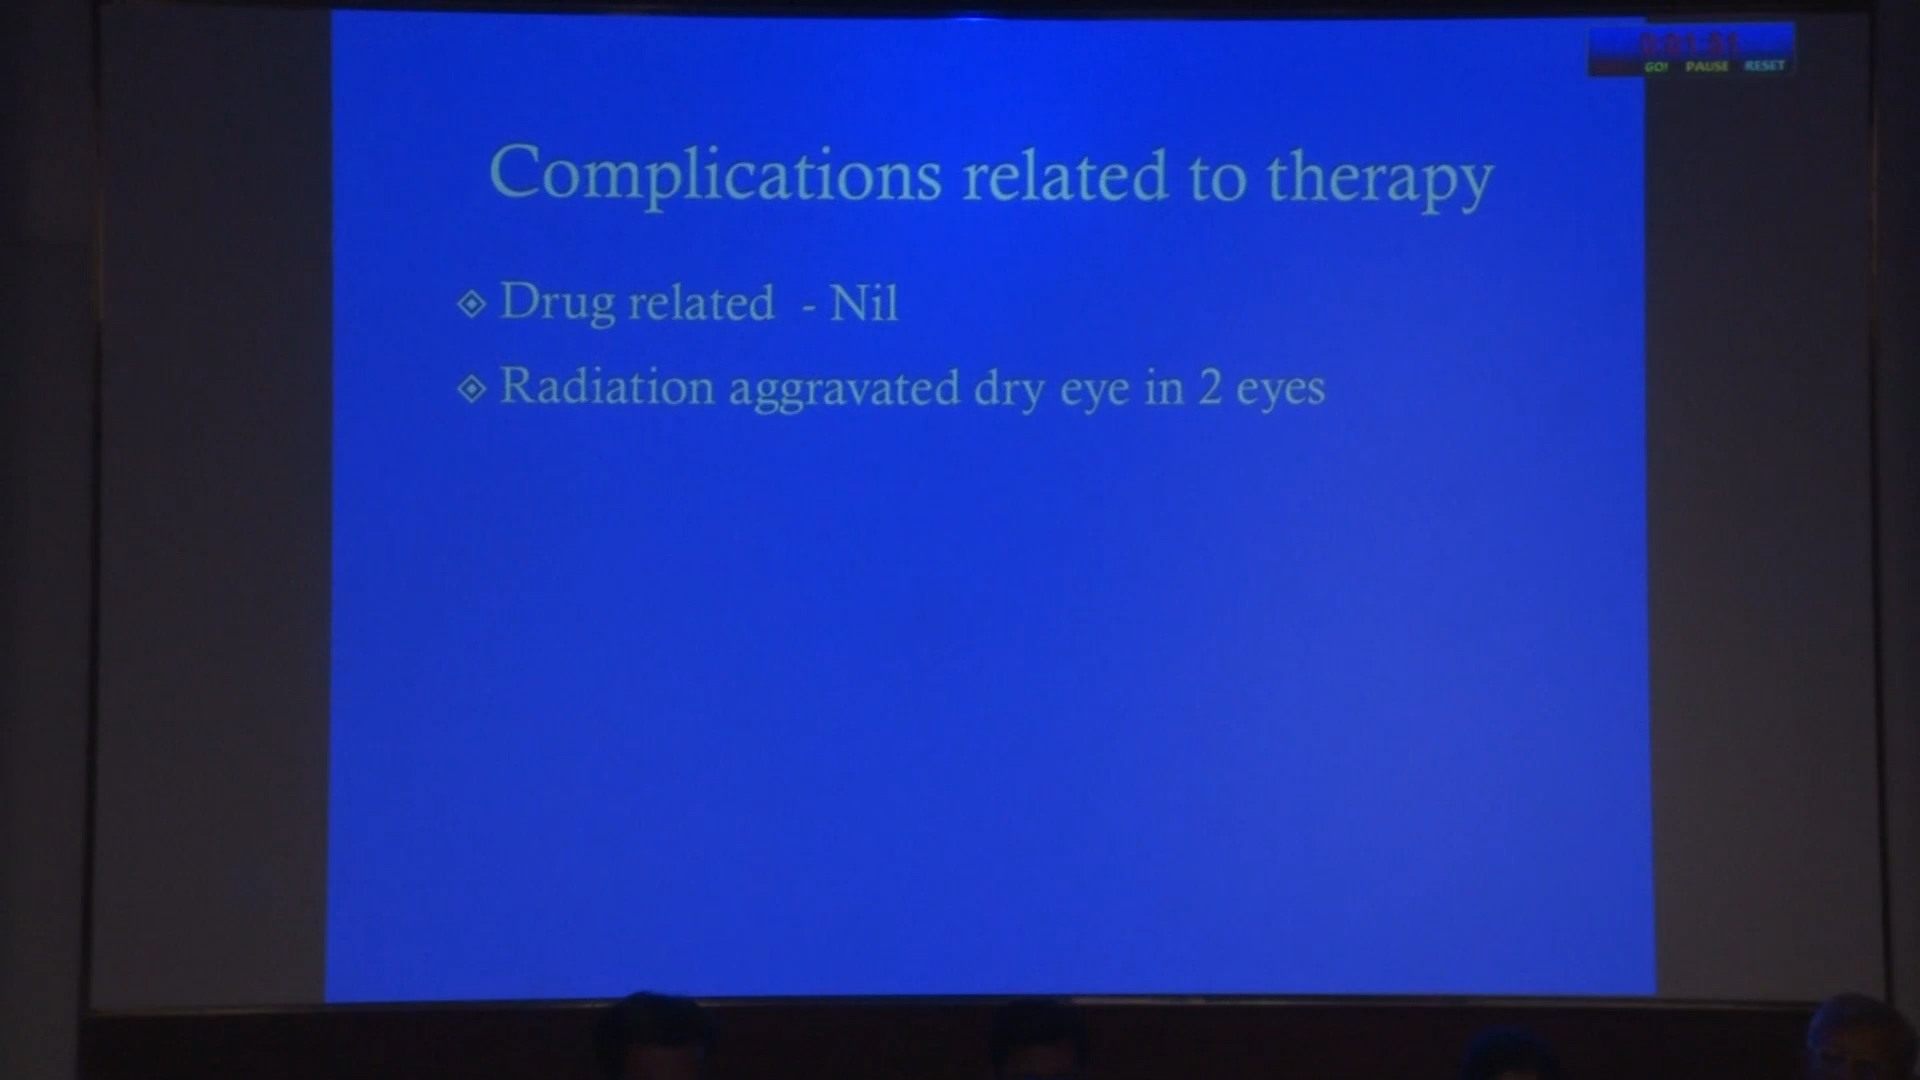 GO! PAUSE RESET
Complications related to therapy
Drug related - Nil
Radiation aggravated dry eye in 2 eyes